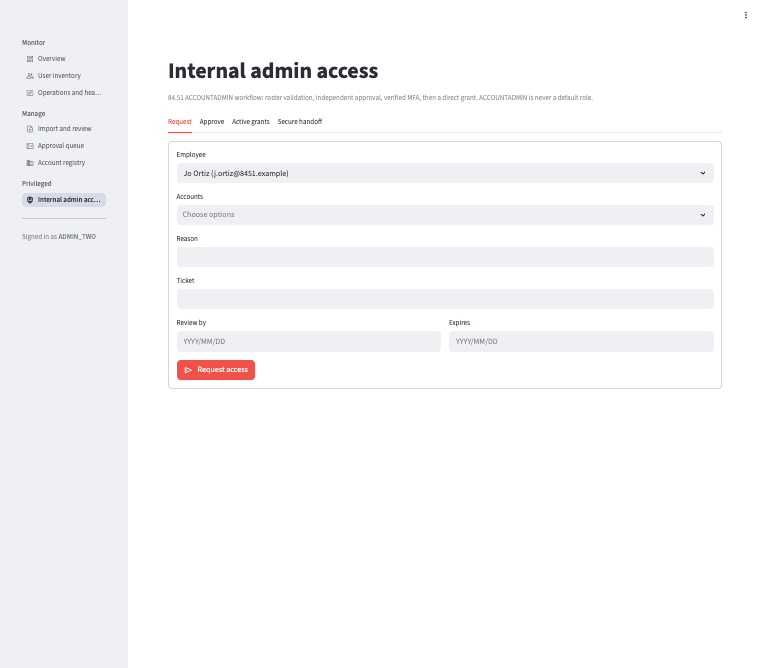 Monitor
Overview
User inventory
Operations and hea...
Manage
Import and review
Approval queue
Account registry
Privileged
Internal admin acc...
Signed in as ADMIN_TWO
Internal admin access
84.51 ACCOUNTADMIN workflow: roster validation, independent approval, verified MFA, then a direct grant. ACCOUNTADMIN is never a default role.
Request Approve Active grants Secure handoff
Employee
Jo Ortiz (j.ortiz@8451.example)
Accounts
Choose options
Reason
Ticket
Review by Expires
YYYY/MM/DD YYYY/MM/DD
Request access